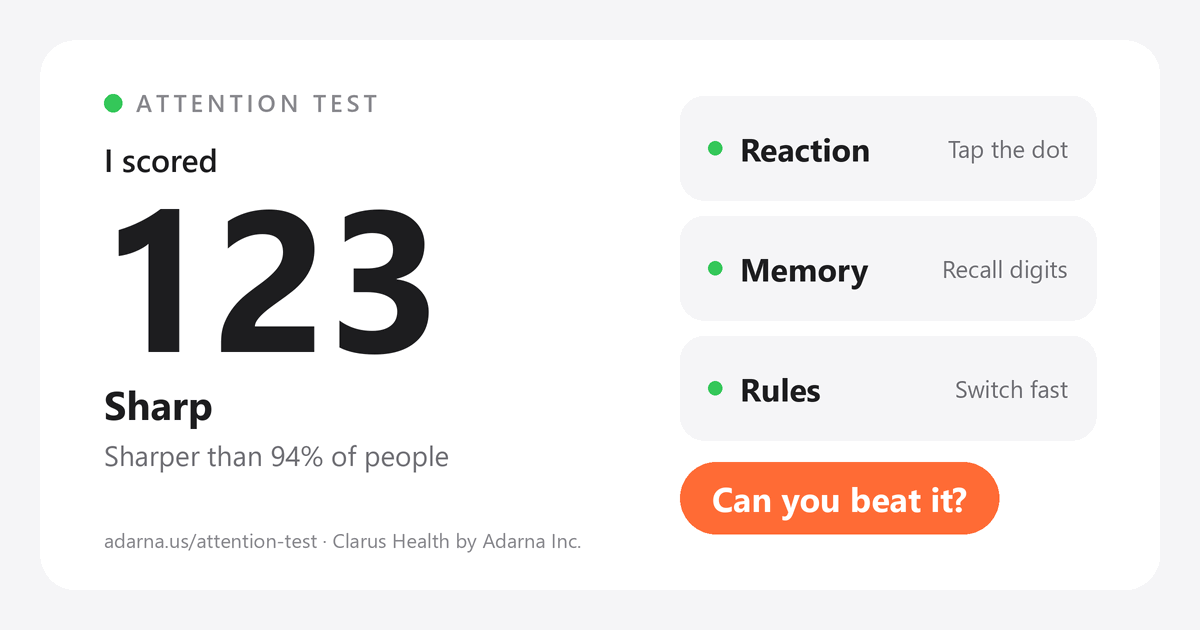 ATTENTION TEST
I scored
123
Sharp
Sharper than 94% of people
adarna.us/attention-test · Clarus Health by Adarna Inc.
Reaction Tap the dot
Memory Recall digits
Rules Switch fast
Can you beat it?